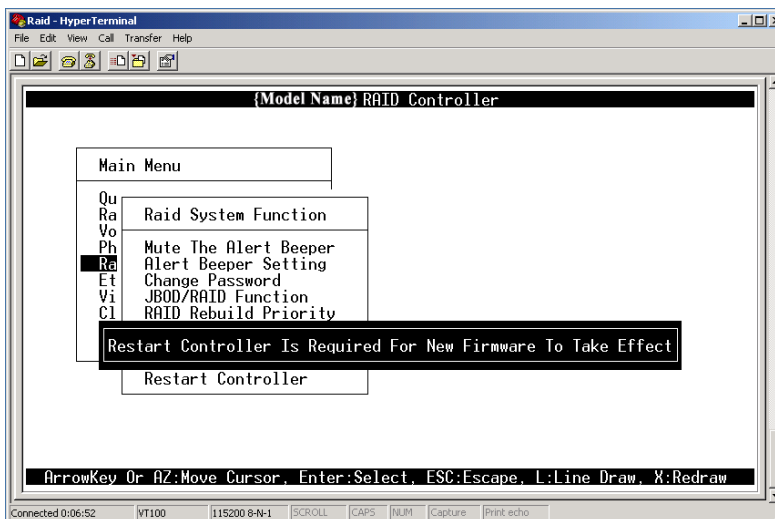 Raid - HyperTerminal
File Edit View Call Transfer Help
{Model Name} RAID Controller
Main Menu
Qu
Ra
Raid System Function
Vo
Ph
Mute The Alert Beeper
Ra
Alert Beeper Setting
Et
Change Password
Vi
JBOD/RAID Function
Cl
RAID Rebuild Priority
Restart Controller Is Required For New Firmware To Take Effect
Restart Controller
ArrowKey Or AZ:Move Cursor, Enter:Select, ESC:Escape, L:Line Draw, X:Redraw
Connected 0:06:52 VT100 115200 8-N-1 SCROLL CAPS NUM Capture Print echo